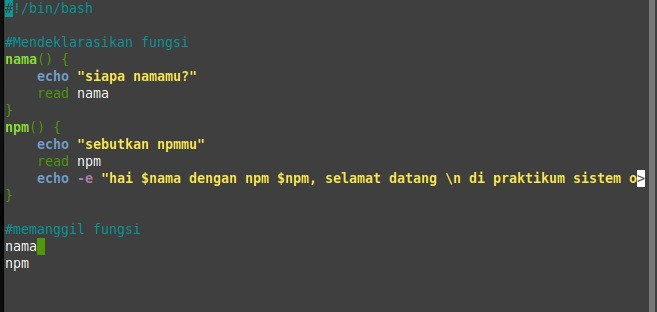 #!/bin/bash
#Mendeklarasikan fungsi
nama() {
    echo "siapa namamu?"
    read nama
}
npm() {
    echo "sebutkan npmmu"
    read npm
    echo -e "hai $nama dengan npm $npm, selamat datang \n di praktikum sistem o>
}
#memanggil fungsi
nama
npm